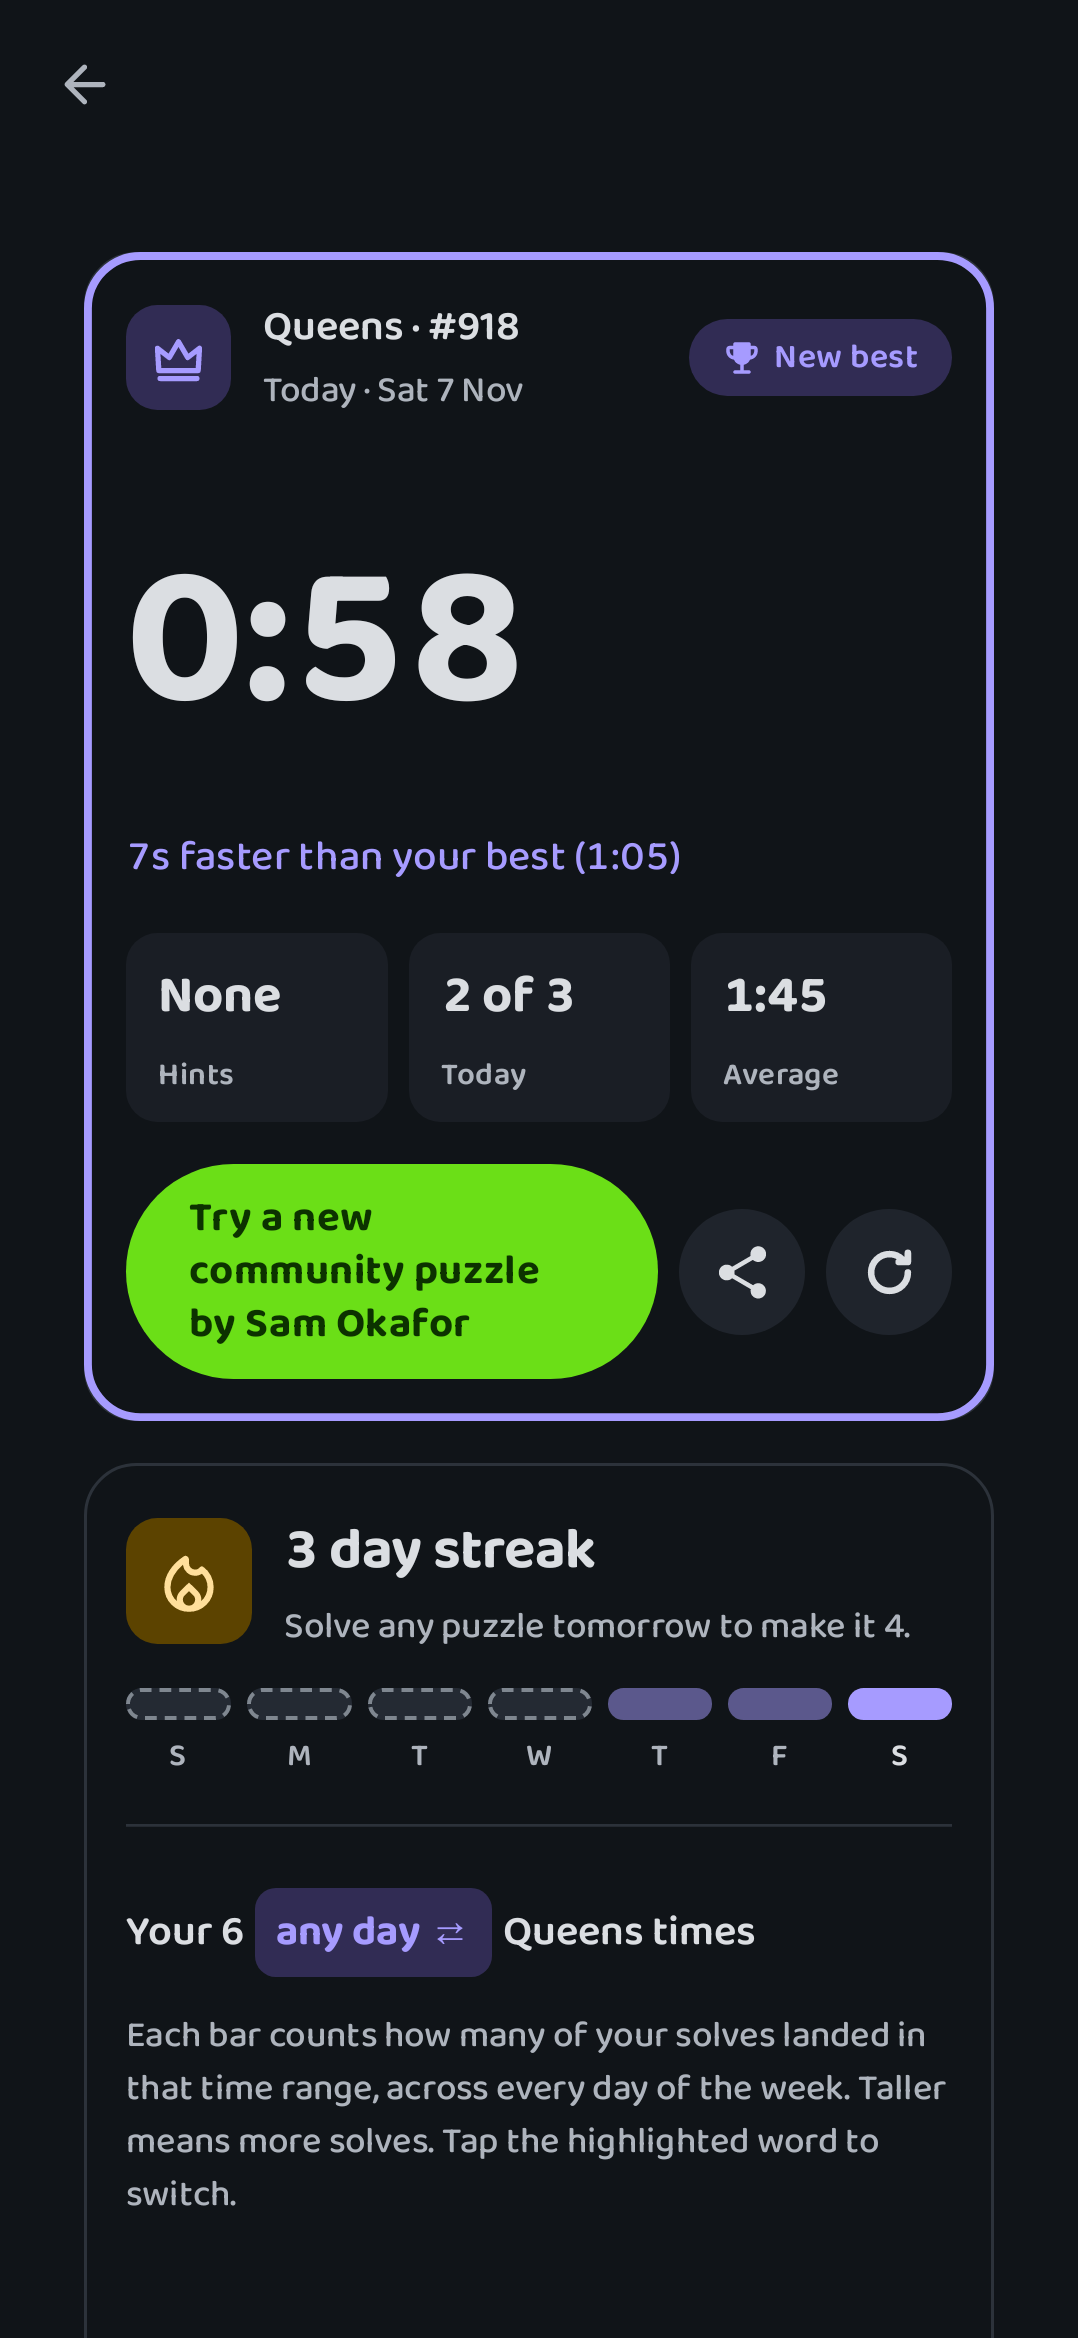 Queens · #918
Today · Sat 7 Nov
New best
0:58
7s faster than your best (1:05)
None
Hints
2 of 3
Today
1:45
Average
Try a new
community puzzle
by Sam Okafor
3 day streak
Solve any puzzle tomorrow to make it 4.
S M T W T F S
Your 6 any day ⇄ Queens times
Each bar counts how many of your solves landed in
that time range, across every day of the week. Taller
means more solves. Tap the highlighted word to
switch.